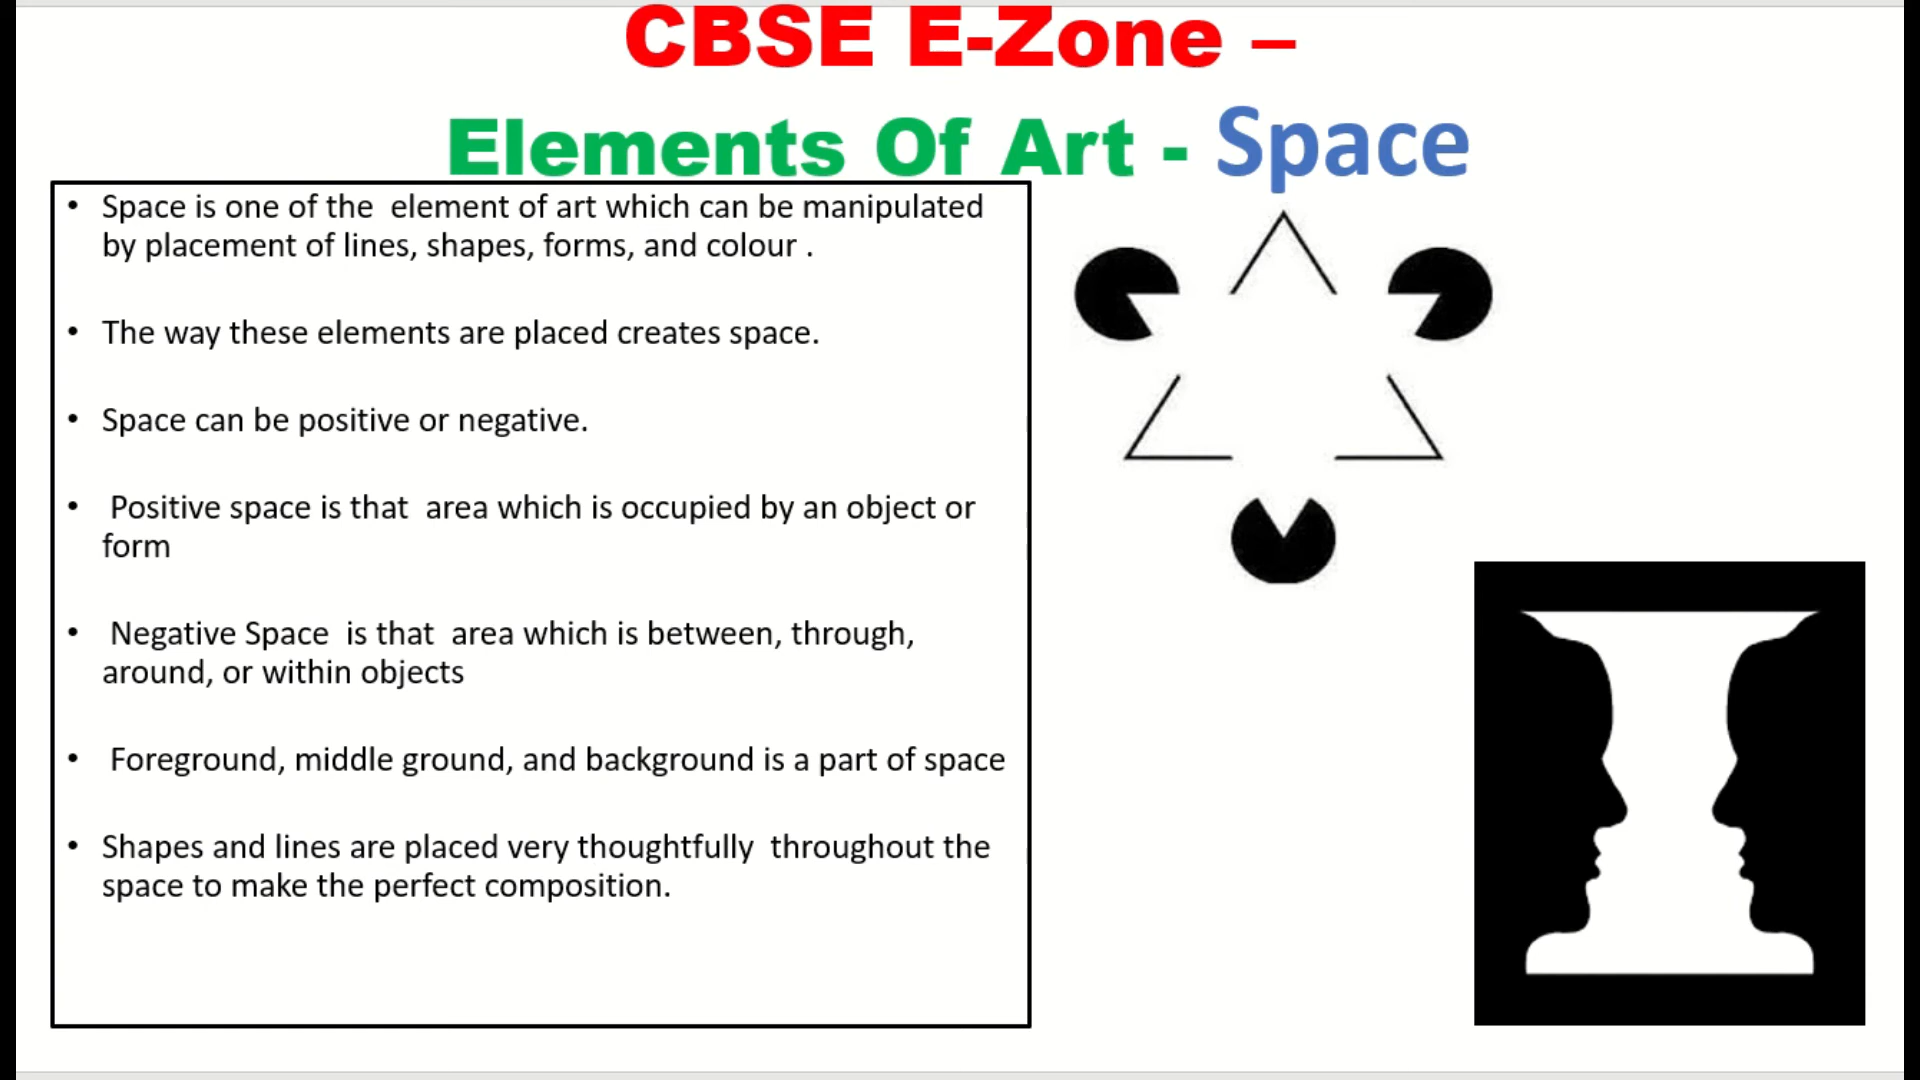 CBSE E-Zone –
Elements Of Art - Space
• Space is one of the  element of art which can be manipulated
by placement of lines, shapes, forms, and colour .
• The way these elements are placed creates space.
• Space can be positive or negative.
•  Positive space is that  area which is occupied by an object or
form
•  Negative Space  is that  area which is between, through,
around, or within objects
•  Foreground, middle ground, and background is a part of space
• Shapes and lines are placed very thoughtfully  throughout the
space to make the perfect composition.